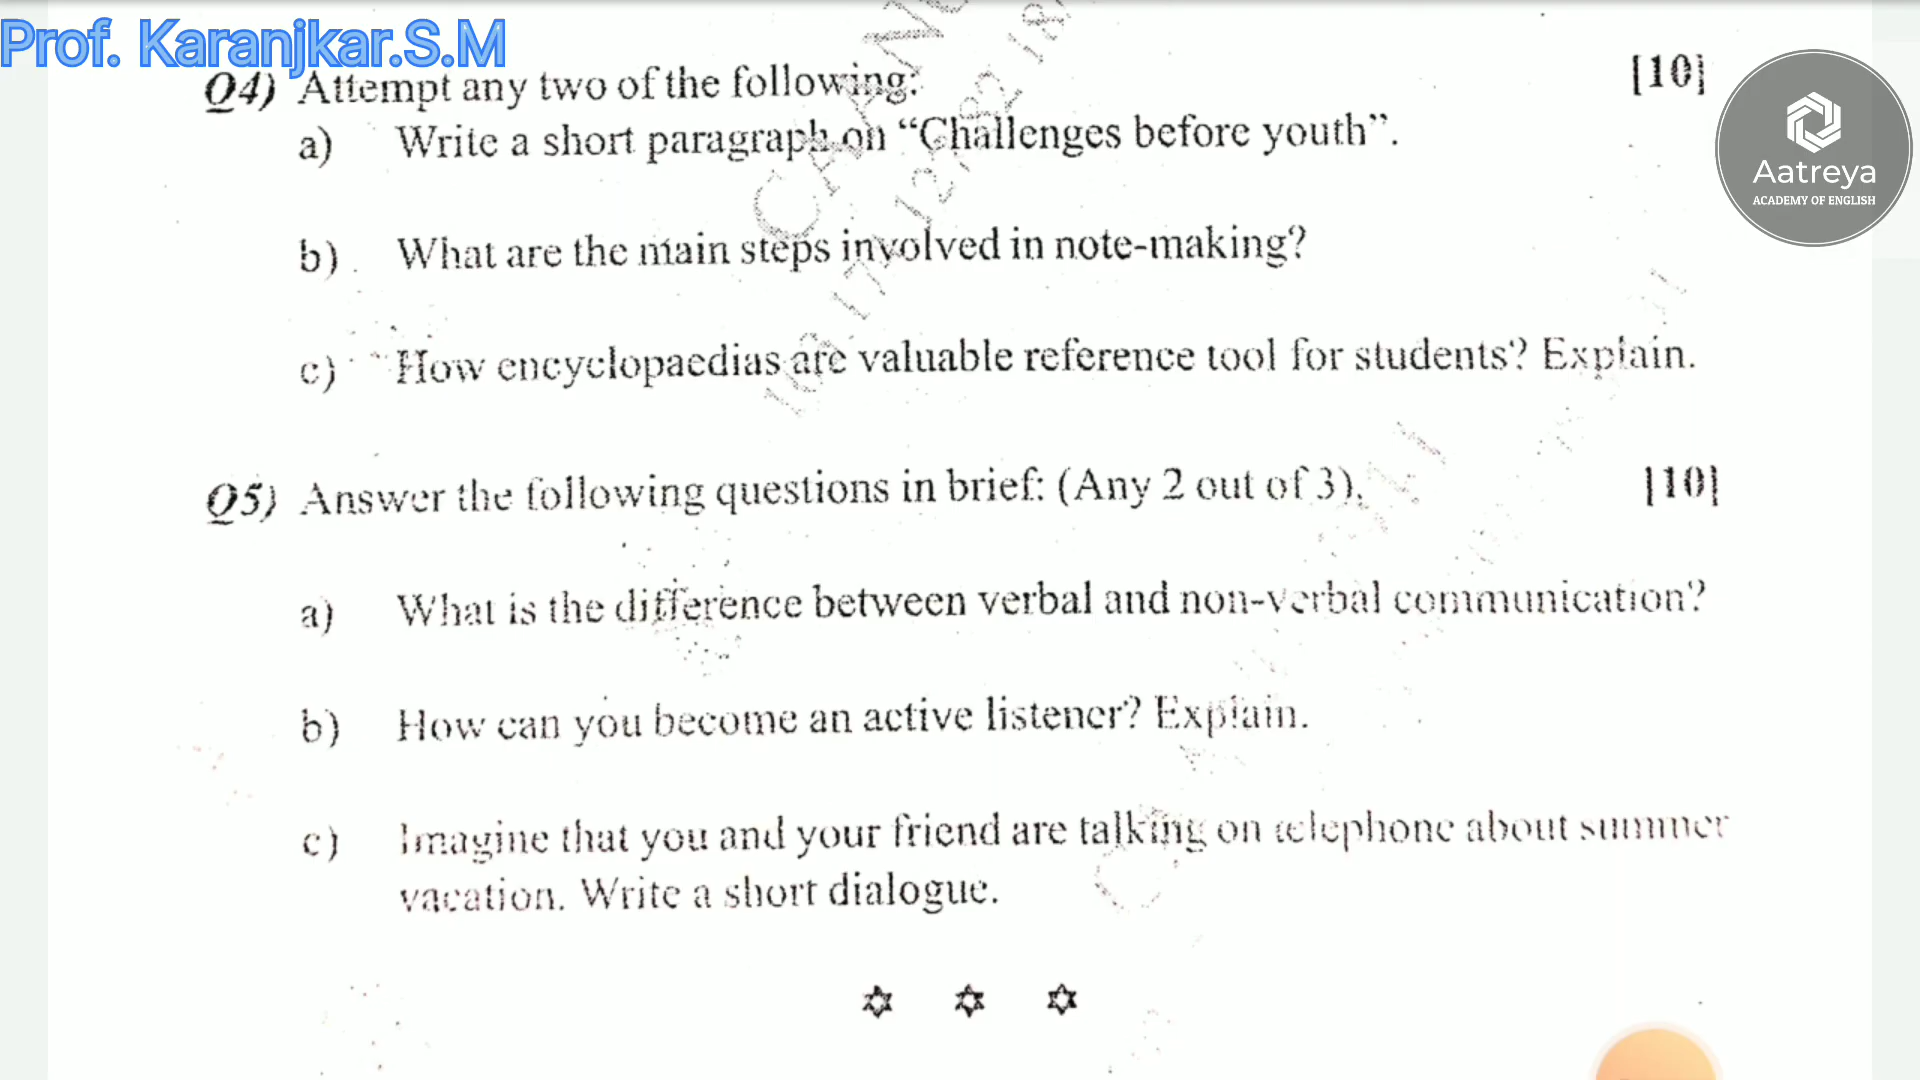 Prof. Karanjkar.S.M
Q4) Attempt any two of the following: [10]
a) Write a short paragraph on “Challenges before youth”.
b) What are the main steps involved in note-making?
c) How encyclopaedias are valuable reference tool for students? Explain.
Q5) Answer the following questions in brief: (Any 2 out of 3). [10]
a) What is the difference between verbal and non-verbal communication?
b) How can you become an active listener? Explain.
c) Imagine that you and your friend are talking on telephone about summer
vacation. Write a short dialogue.
Aatreya
ACADEMY OF ENGLISH